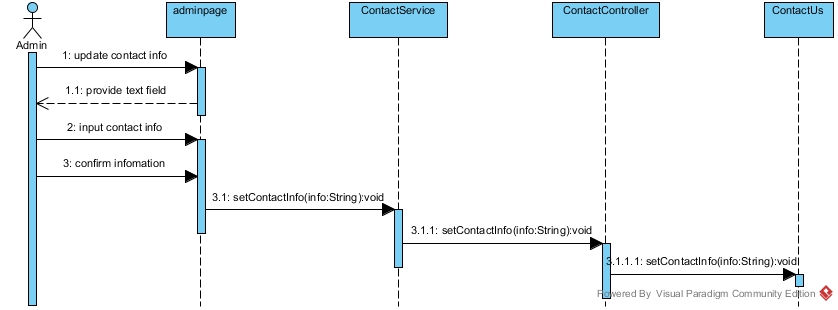 adminpage
ContactService
ContactController
ContactUs
Admin
1: update contact info
1.1: provide text field
2: input contact info
3: confirm infomation
3.1: setContactInfo(info:String):void
3.1.1: setContactInfo(info:String):void
3.1.1.1: setContactInfo(info:String):void
Powered By Visual Paradigm Community Edition